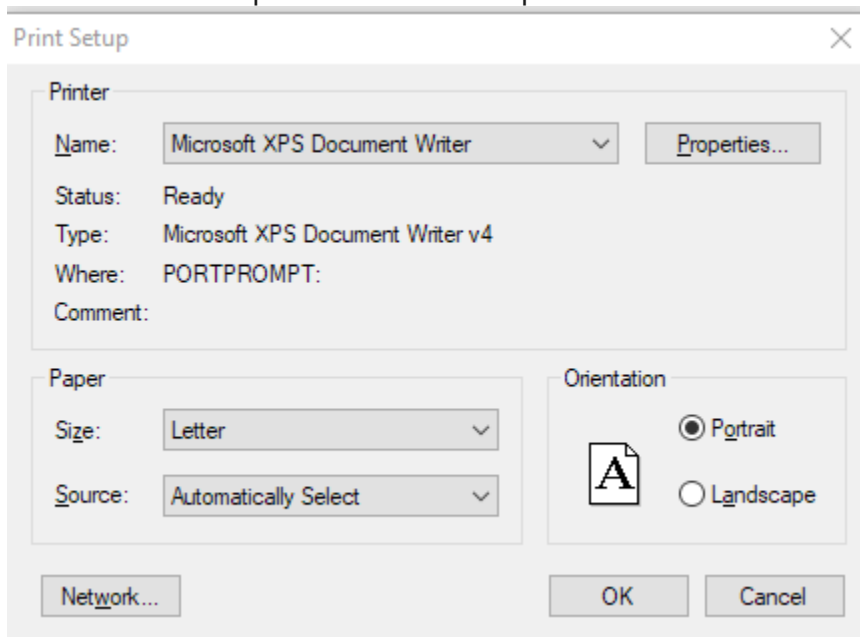 Print Setup
Printer
Name: Microsoft XPS Document Writer Properties...
Status: Ready
Type: Microsoft XPS Document Writer v4
Where: PORTPROMPT:
Comment:
Paper
Size: Letter
Source: Automatically Select
Orientation
A
Portrait
Landscape
Network... OK Cancel